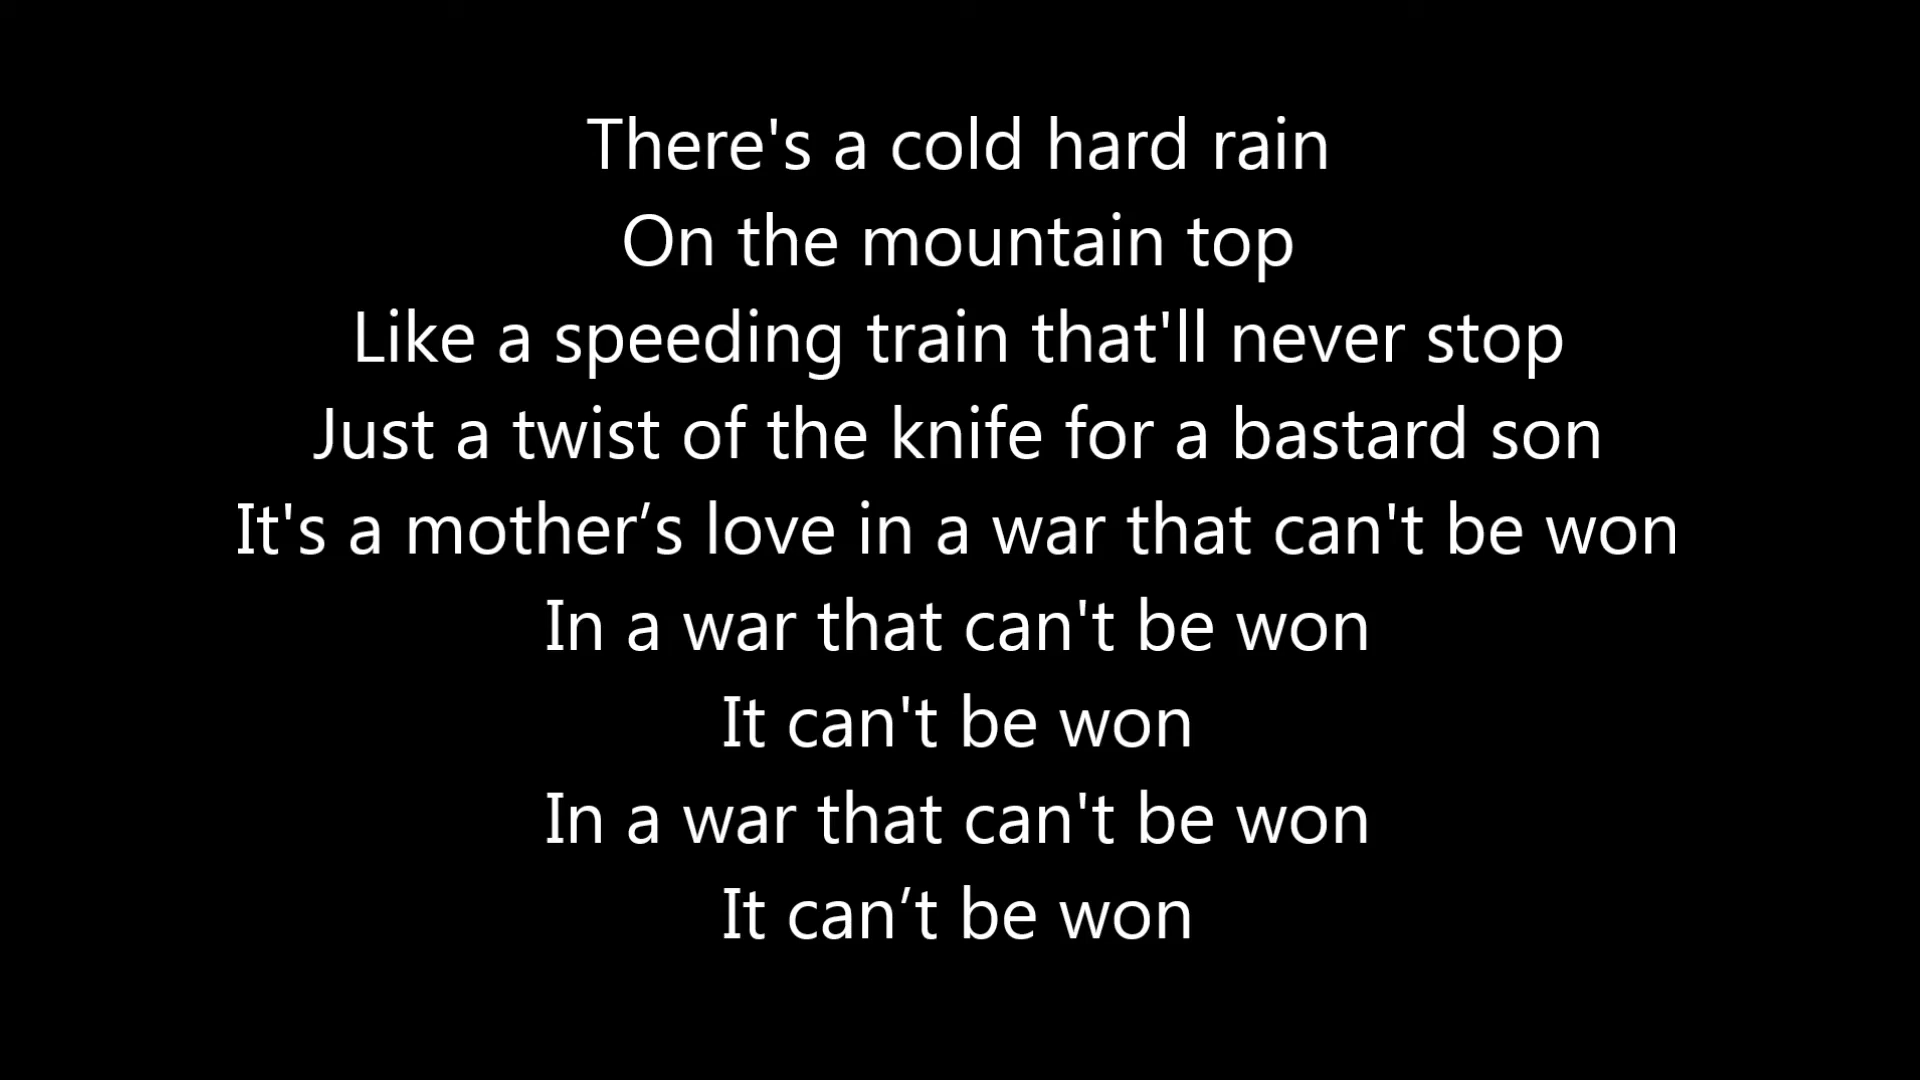 There's a cold hard rain
On the mountain top
Like a speeding train that'll never stop
Just a twist of the knife for a bastard son
It's a mother’s love in a war that can't be won
In a war that can't be won
It can't be won
In a war that can't be won
It can’t be won